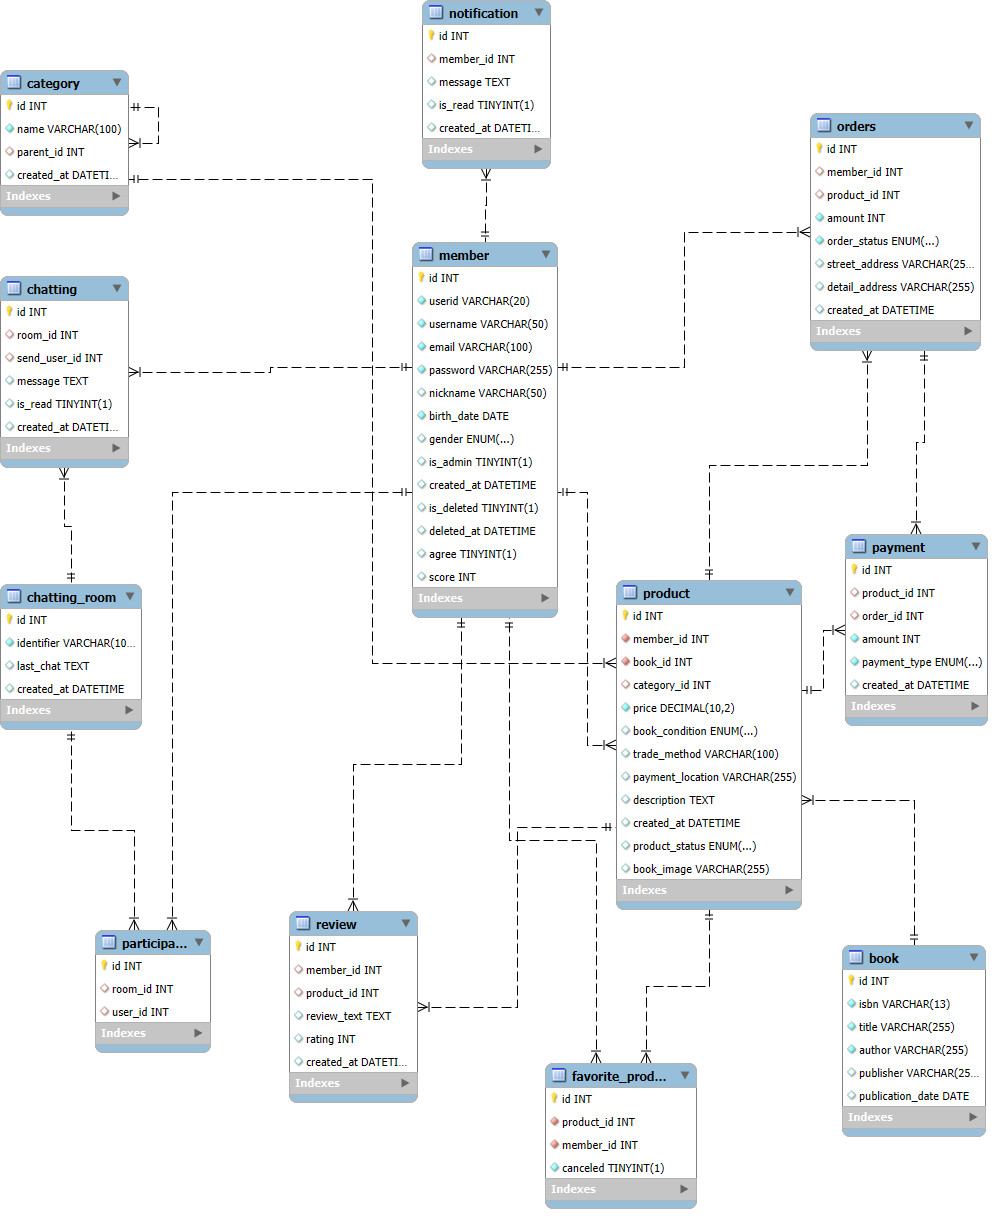 notification
id INT
member_id INT
message TEXT
is_read TINYINT(1)
created_at DATETI...
Indexes
category
id INT
name VARCHAR(100)
parent_id INT
created_at DATETI...
Indexes
orders
id INT
member_id INT
product_id INT
amount INT
order_status ENUM(...)
street_address VARCHAR(25...
detail_address VARCHAR(255)
created_at DATETIME
Indexes
member
id INT
userid VARCHAR(20)
username VARCHAR(50)
email VARCHAR(100)
password VARCHAR(255)
nickname VARCHAR(50)
birth_date DATE
gender ENUM(...)
is_admin TINYINT(1)
created_at DATETIME
is_deleted TINYINT(1)
deleted_at DATETIME
agree TINYINT(1)
score INT
Indexes
chatting
id INT
room_id INT
send_user_id INT
message TEXT
is_read TINYINT(1)
created_at DATETI...
Indexes
payment
id INT
product_id INT
order_id INT
amount INT
payment_type ENUM(...)
created_at DATETIME
Indexes
chatting_room
id INT
identifier VARCHAR(10...
last_chat TEXT
created_at DATETIME
Indexes
product
id INT
member_id INT
book_id INT
category_id INT
price DECIMAL(10,2)
book_condition ENUM(...)
trade_method VARCHAR(100)
payment_location VARCHAR(255)
description TEXT
created_at DATETIME
product_status ENUM(...)
book_image VARCHAR(255)
Indexes
participa...
id INT
room_id INT
user_id INT
Indexes
review
id INT
member_id INT
product_id INT
review_text TEXT
rating INT
created_at DATETI...
Indexes
book
id INT
isbn VARCHAR(13)
title VARCHAR(255)
author VARCHAR(255)
publisher VARCHAR(25...
publication_date DATE
Indexes
favorite_prod...
id INT
product_id INT
member_id INT
canceled TINYINT(1)
Indexes